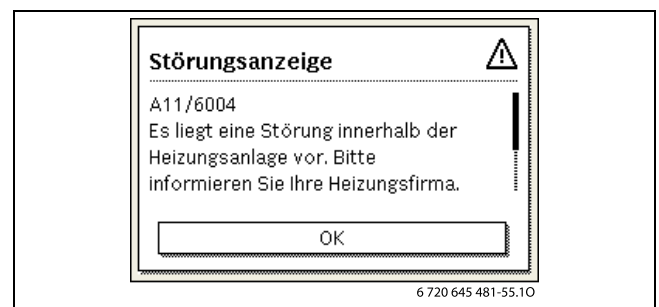 Störungsanzeige
A11/6004
Es liegt eine Störung innerhalb der
Heizungsanlage vor. Bitte
informieren Sie Ihre Heizungsfirma.
OK
6 720 645 481-55.1O